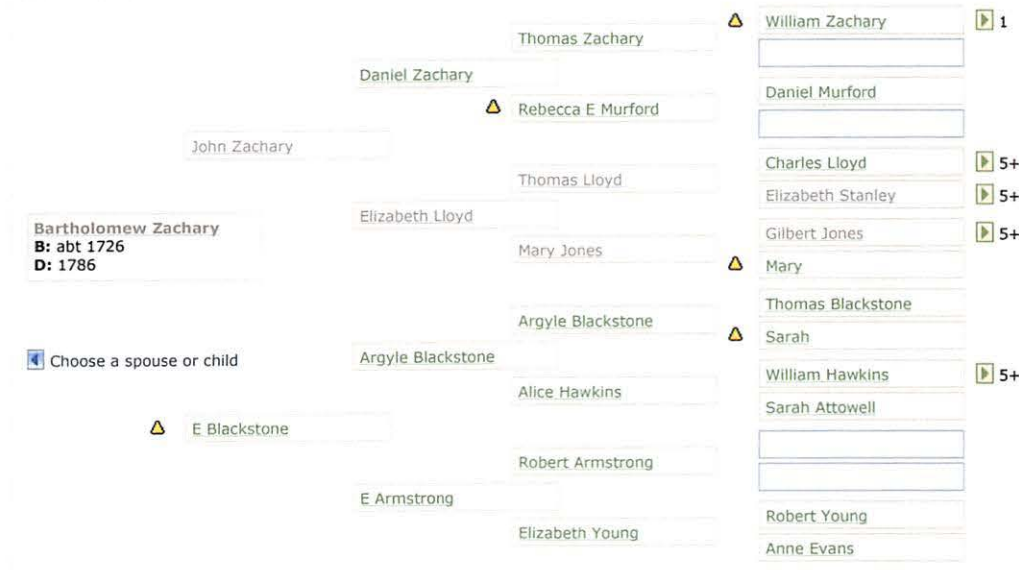 William Zachary 1
Thomas Zachary
Daniel Zachary
Daniel Murford
Rebecca E Murford
John Zachary
Charles Lloyd 5+
Thomas Lloyd
Elizabeth Stanley 5+
Elizabeth Lloyd
Bartholomew Zachary
B: abt 1726
D: 1786
Gilbert Jones 5+
Mary Jones
Mary
Thomas Blackstone
Argyle Blackstone
Sarah
Choose a spouse or child
Argyle Blackstone
William Hawkins 5+
Alice Hawkins
Sarah Attowell
E Blackstone
Robert Armstrong
E Armstrong
Robert Young
Elizabeth Young
Anne Evans